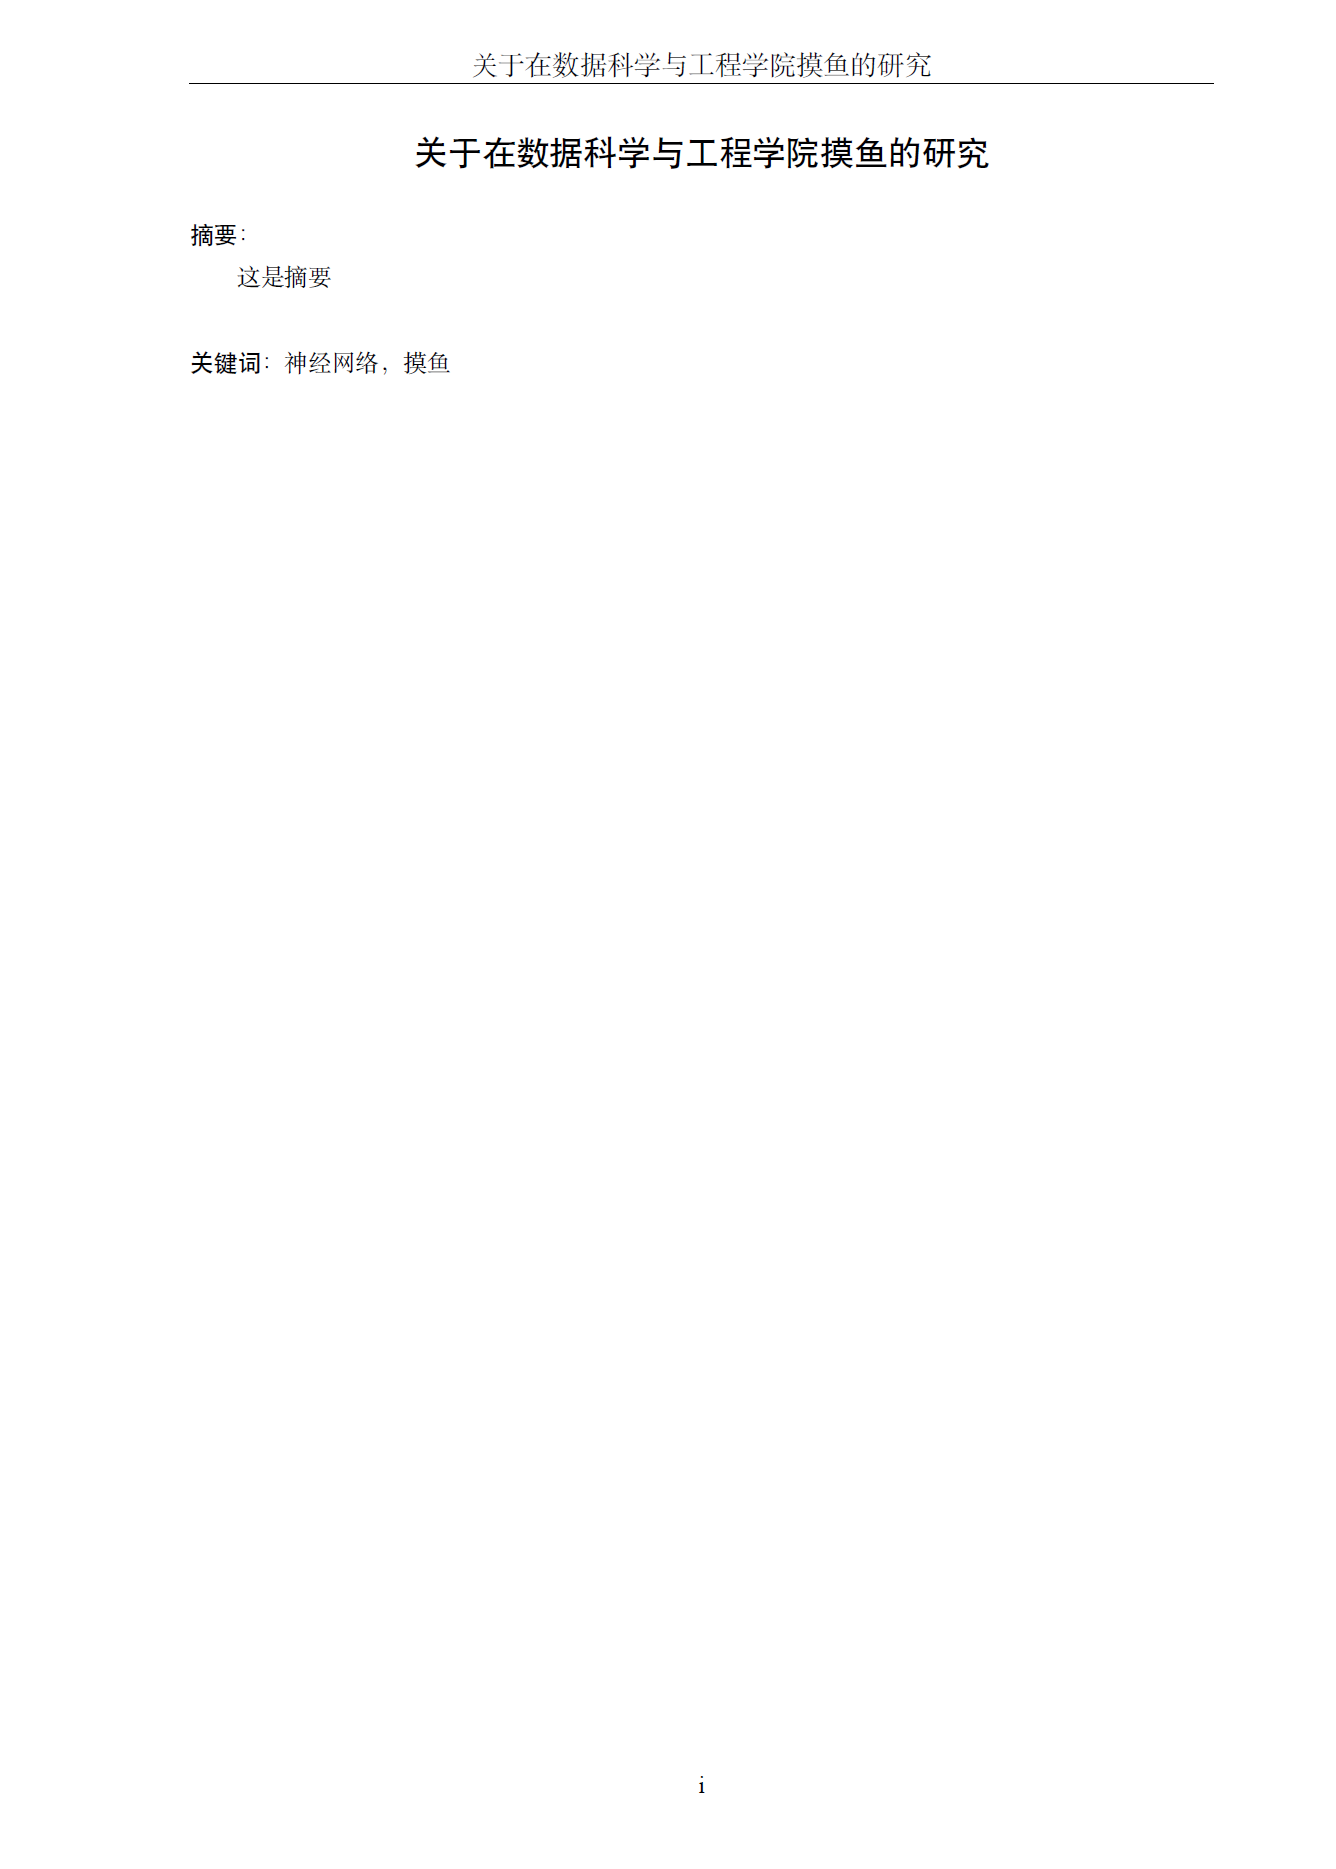 关于在数据科学与工程学院摸鱼的研究
关于在数据科学与工程学院摸鱼的研究
摘要：
这是摘要
关键词：神经网络，摸鱼
i